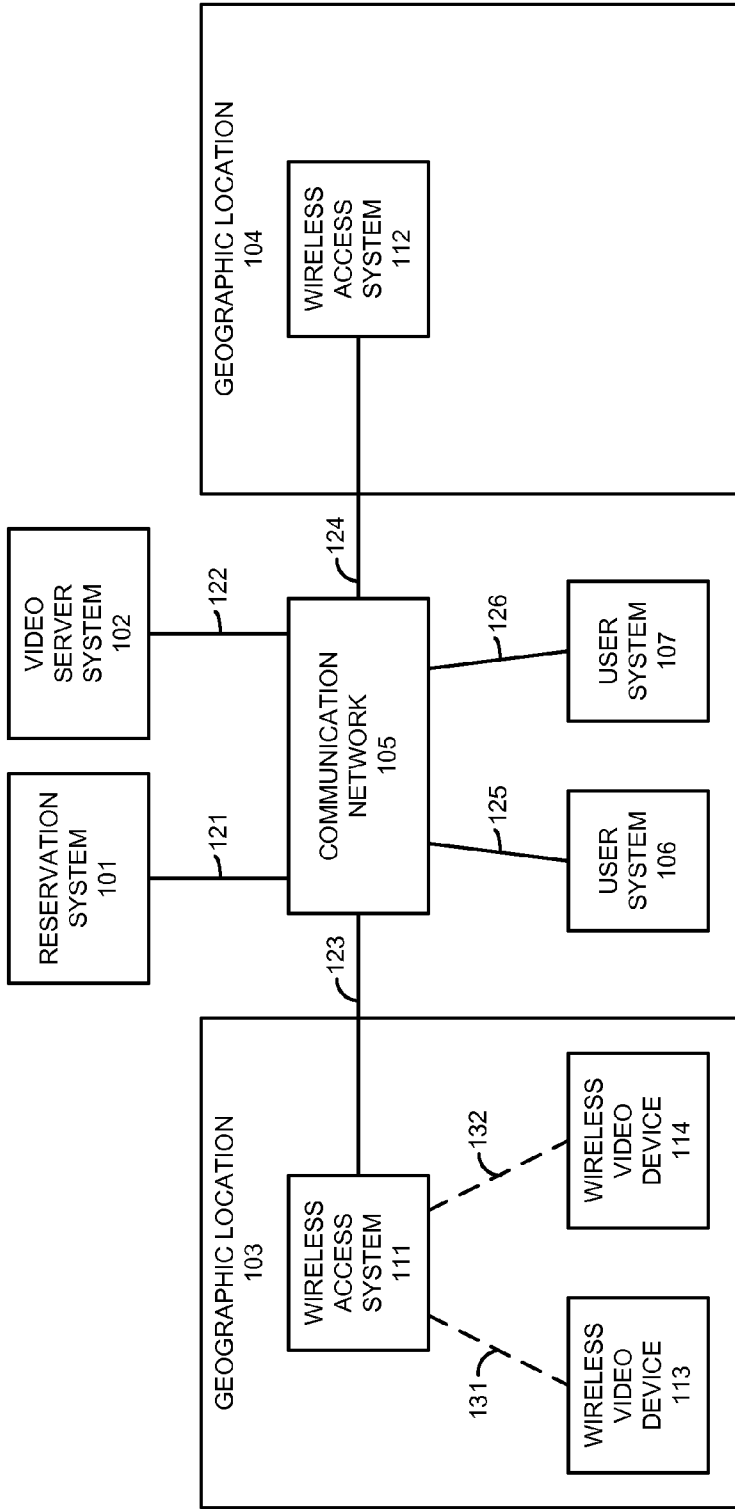 RESERVATION
SYSTEM
101
VIDEO
SERVER
SYSTEM
102
121
122
GEOGRAPHIC LOCATION
103
WIRELESS
ACCESS
SYSTEM
111
123
COMMUNICATION
NETWORK
105
124
GEOGRAPHIC LOCATION
104
WIRELESS
ACCESS
SYSTEM
112
131
132
125
126
WIRELESS
VIDEO
DEVICE
113
WIRELESS
VIDEO
DEVICE
114
USER
SYSTEM
106
USER
SYSTEM
107